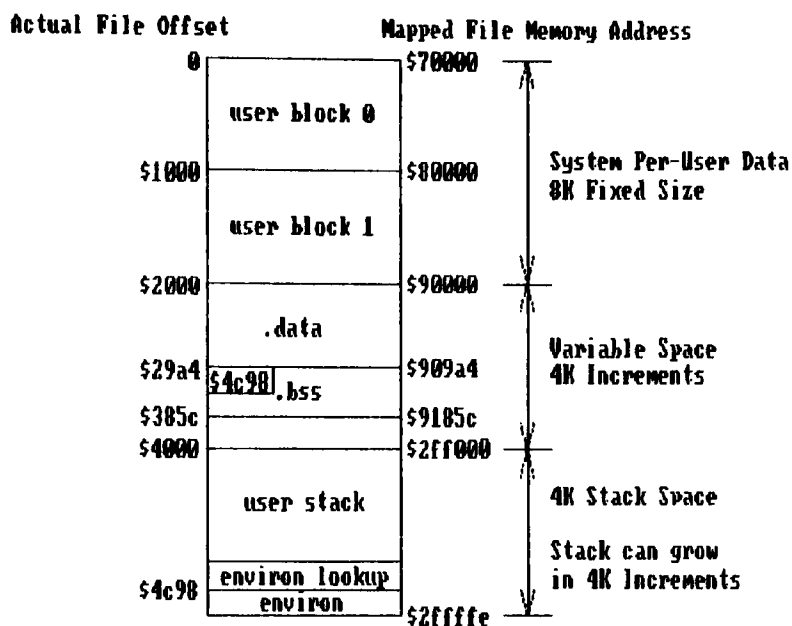 Actual File Offset
Mapped File Memory Address
0
$70000
user block 0
System Per-User Data
8K Fixed Size
$1000
$80000
user block 1
$2000
$90000
.data
Variable Space
4K Increments
$29a4
$909a4
$4c98
.bss
$385c
$9185c
$4000
$2ff000
user stack
4K Stack Space
Stack can grow
in 4K Increments
environ lookup
$4c98
environ
$2ffffe